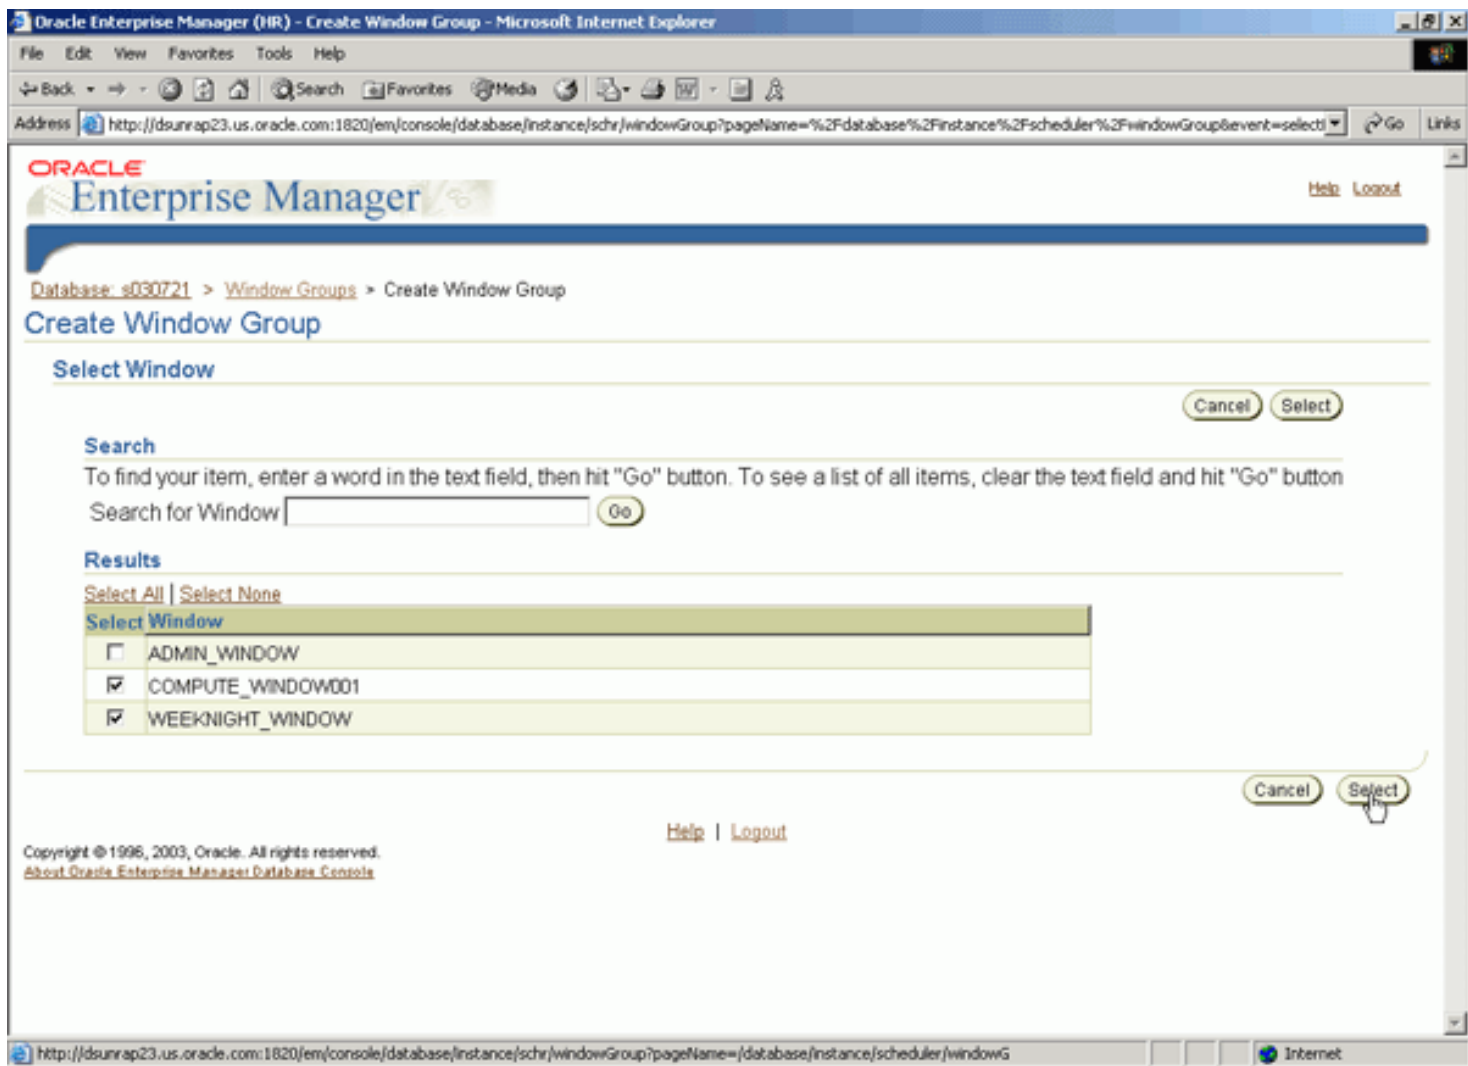 Oracle Enterprise Manager (HR) - Create Window Group - Microsoft Internet Explorer
File Edit View Favorites Tools Help
Back Search Favorites Media
Address http://dsunrap23.us.oracle.com:1820/em/console/database/instance/schr/windowGroup?pageName=%2Fdatabase%2Finstance%2Fscheduler%2FwindowGroup&event=selecti Go Links
ORACLE
Enterprise Manager
Help Logout
Database: s030721 > Window Groups > Create Window Group
Create Window Group
Select Window
Cancel Select
Search
To find your item, enter a word in the text field, then hit "Go" button. To see a list of all items, clear the text field and hit "Go" button
Search for Window Go
Results
Select All | Select None
Select Window
ADMIN_WINDOW
COMPUTE_WINDOW001
WEEKNIGHT_WINDOW
Cancel Select
Help | Logout
Copyright © 1996, 2003, Oracle. All rights reserved.
About Oracle Enterprise Manager Database Console
http://dsunrap23.us.oracle.com:1820/em/console/database/instance/schr/windowGroup?pageName=/database/instance/scheduler/windowG Internet